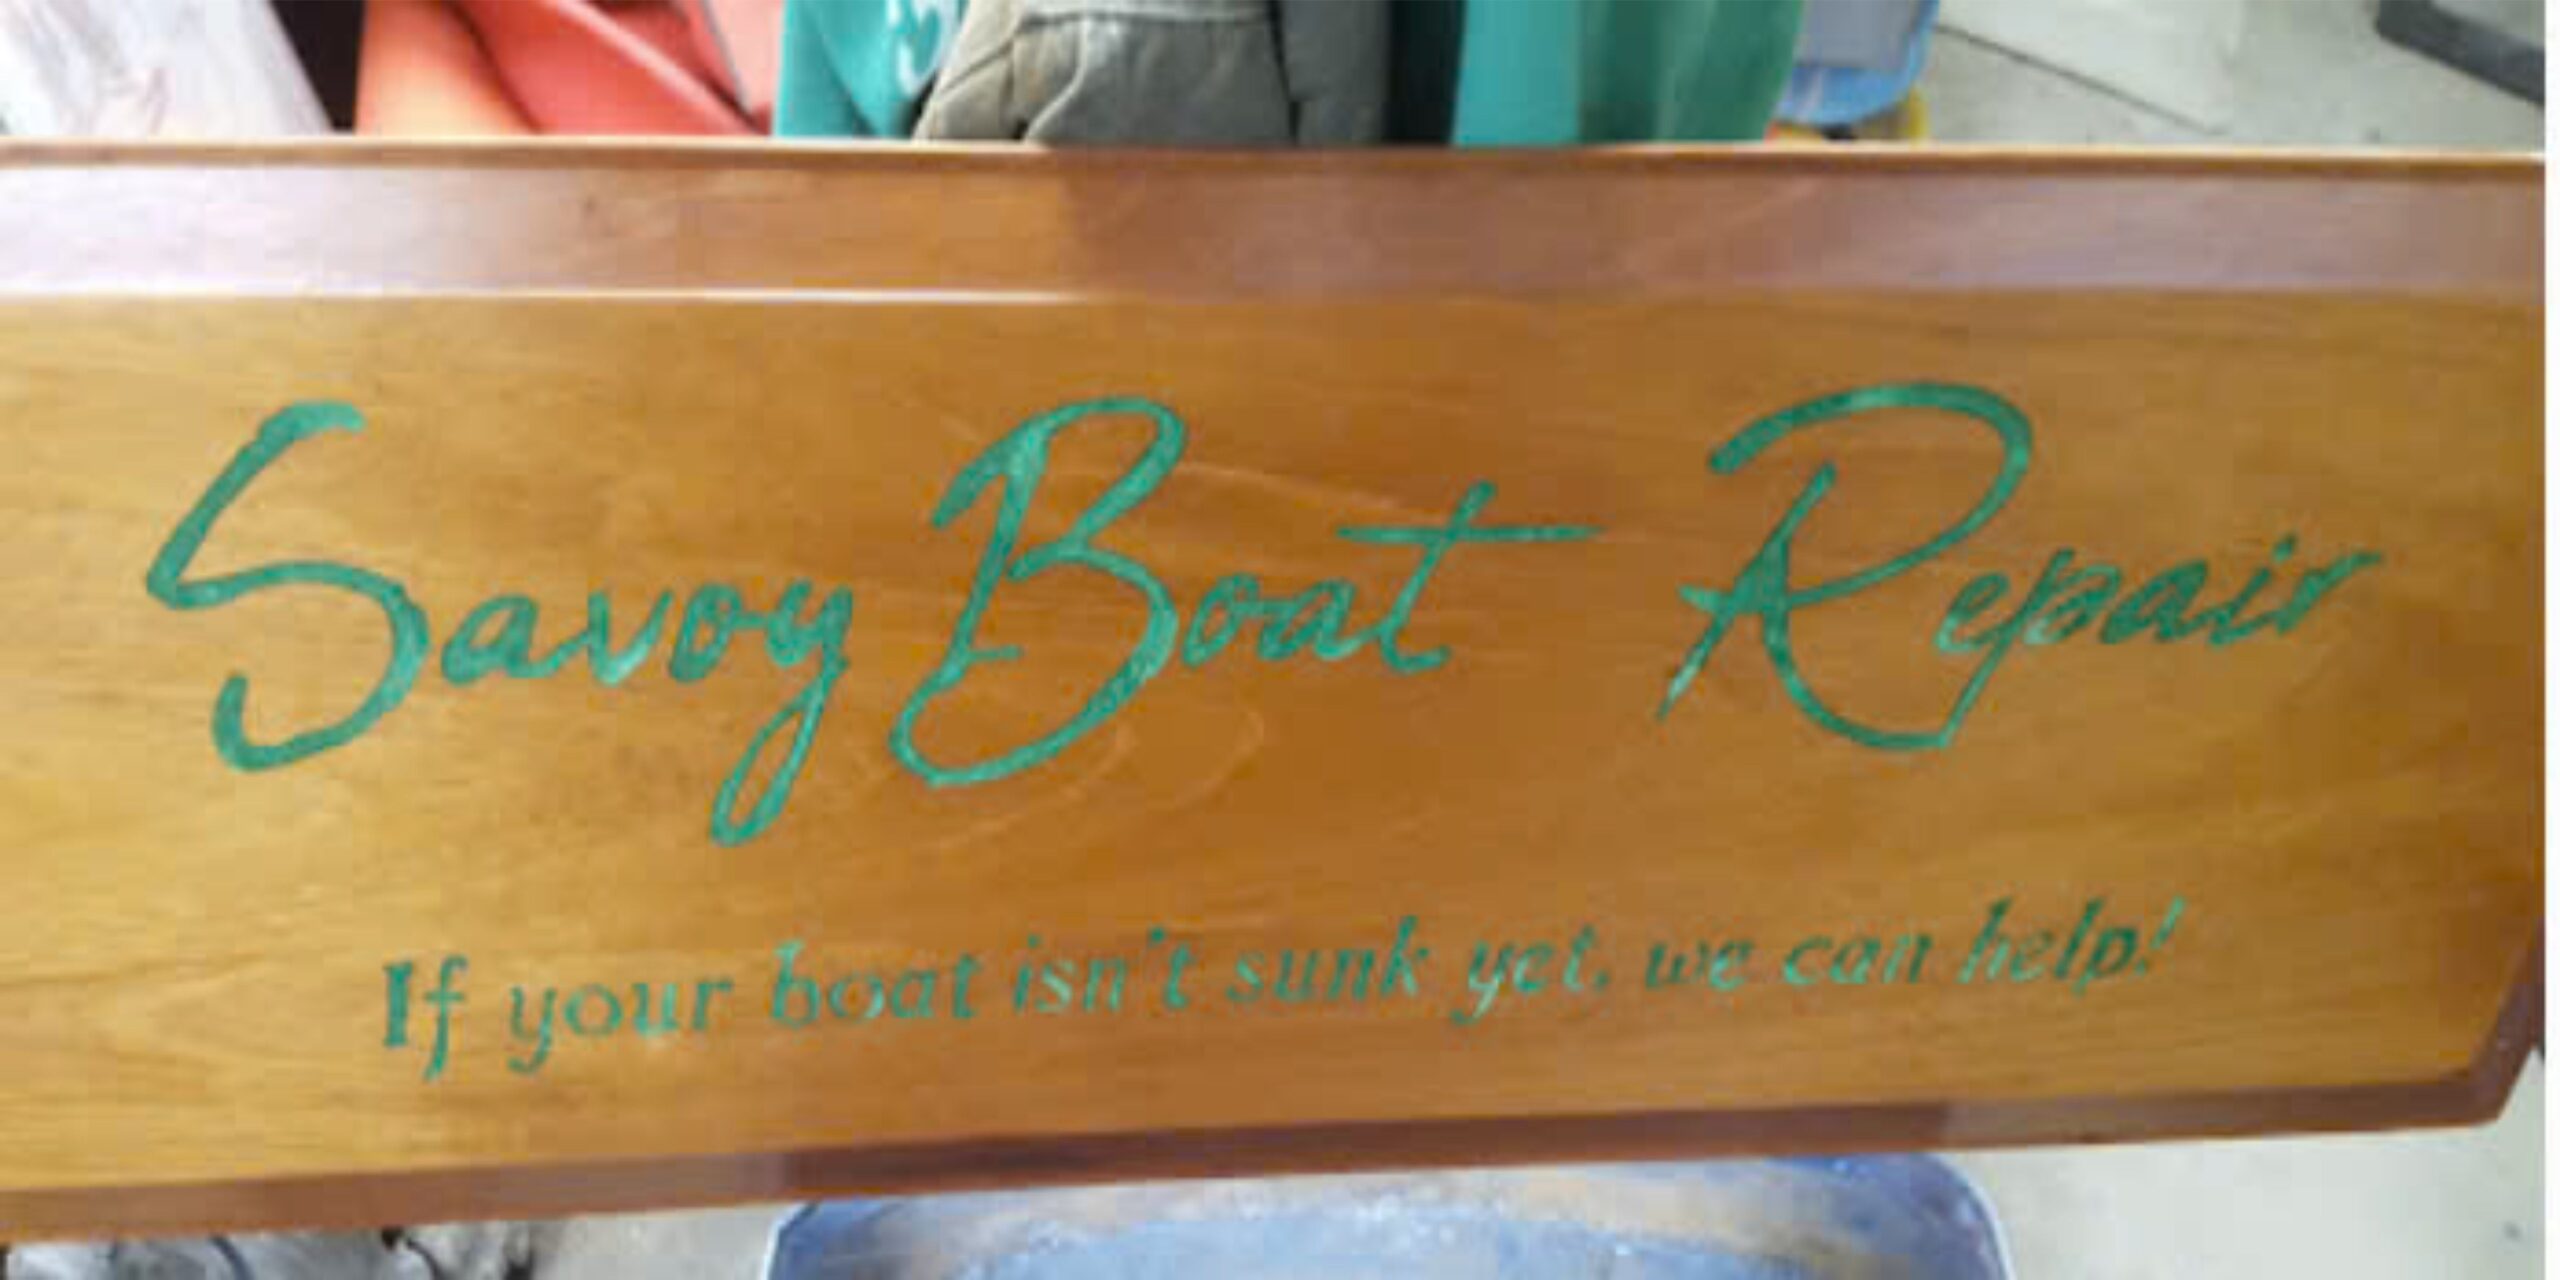 Savoy Boat Repair
If your boat isn't sunk yet, we can help!